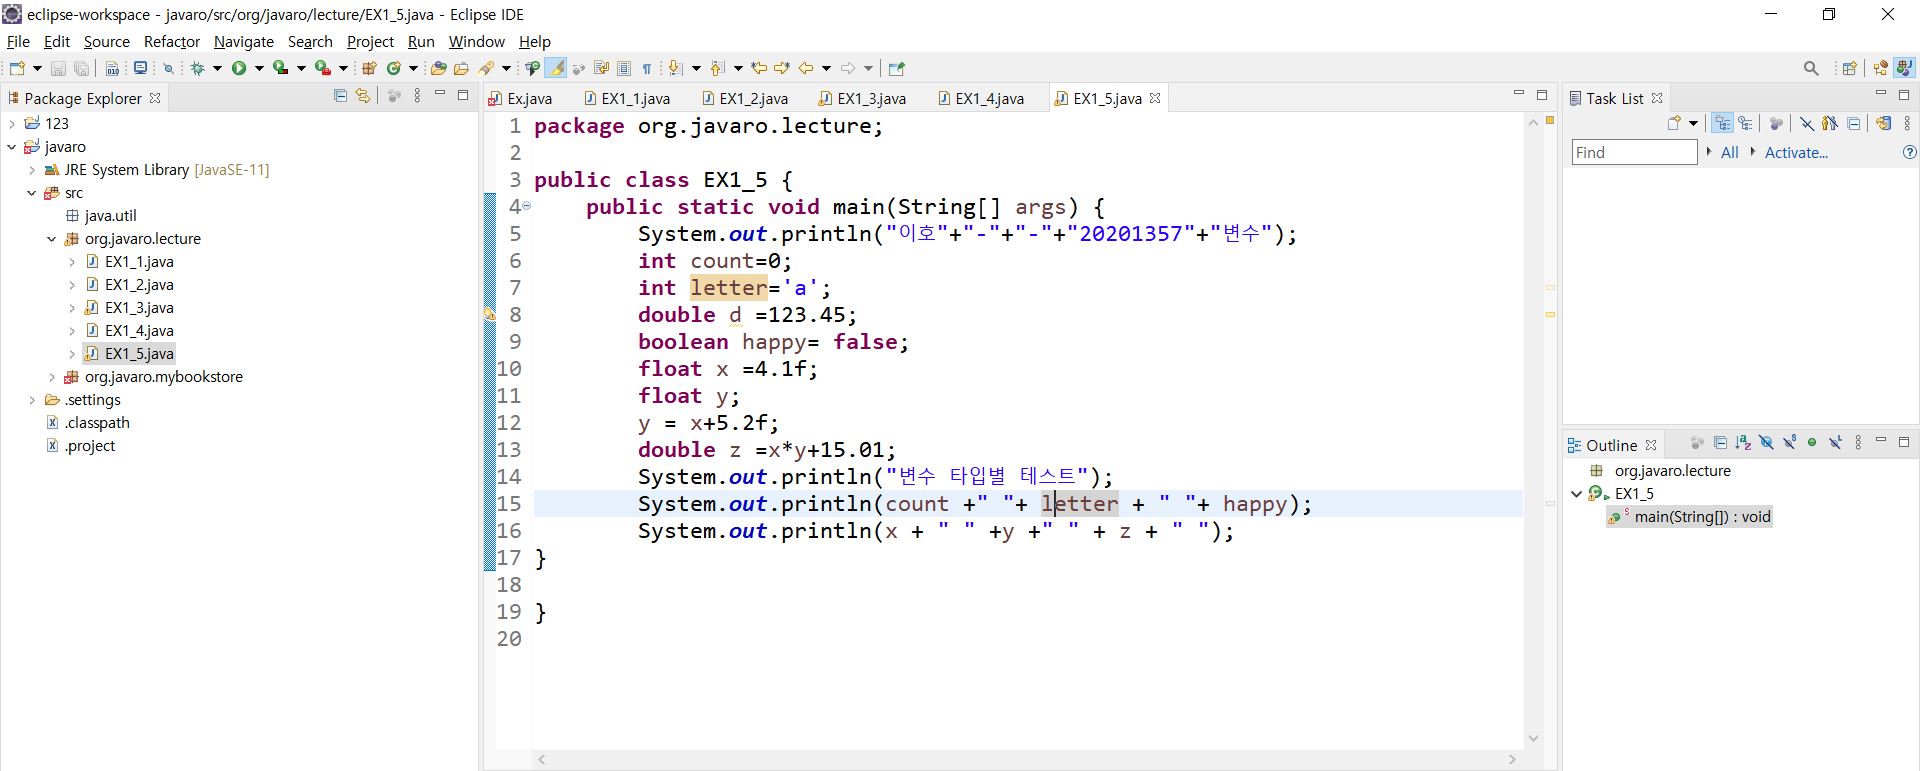 eclipse-workspace - javaro/src/org/javaro/lecture/EX1_5.java - Eclipse IDE
File Edit Source Refactor Navigate Search Project Run Window Help
Package Explorer
123
javaro
JRE System Library [JavaSE-11]
src
java.util
org.javaro.lecture
EX1_1.java
EX1_2.java
EX1_3.java
EX1_4.java
EX1_5.java
org.javaro.mybookstore
.settings
.classpath
.project
Ex.java EX1_1.java EX1_2.java EX1_3.java EX1_4.java EX1_5.java
1 package org.javaro.lecture;
2
3 public class EX1_5 {
4 public static void main(String[] args) {
5 System.out.println("이호"+"-"+"-"+"20201357"+"변수");
6 int count=0;
7 int letter='a';
8 double d =123.45;
9 boolean happy= false;
10 float x =4.1f;
11 float y;
12 y = x+5.2f;
13 double z =x*y+15.01;
14 System.out.println("변수 타입별 테스트");
15 System.out.println(count +" "+ letter + " "+ happy);
16 System.out.println(x + " " +y +" " + z + " ");
17 }
18
19 }
20
Task List
Find All Activate...
Outline
org.javaro.lecture
EX1_5
main(String[]) : void